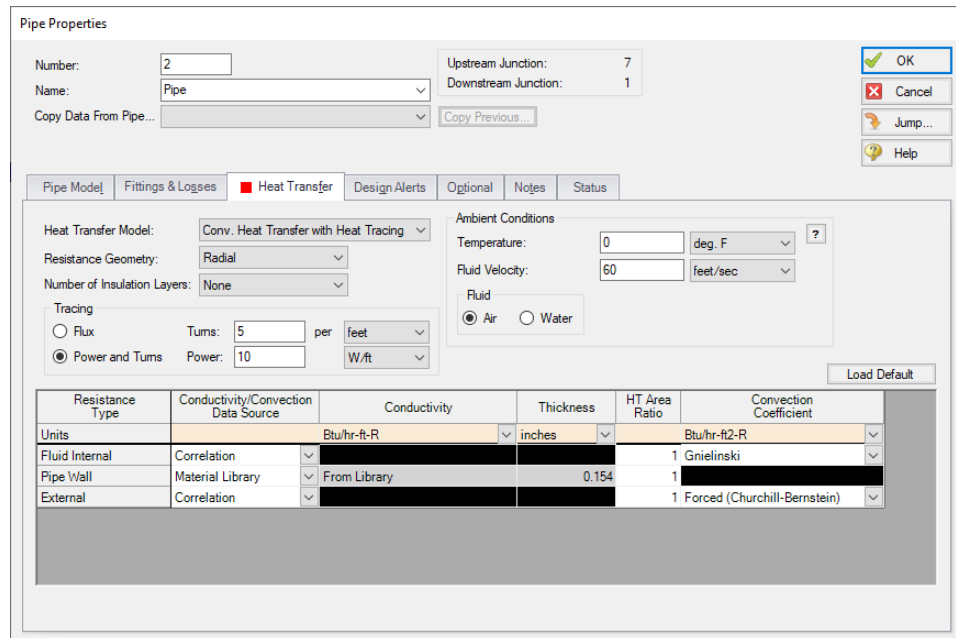 Pipe Properties
Number: 2
Name: Pipe
Copy Data From Pipe... Copy Previous...
Upstream Junction: 7
Downstream Junction: 1
OK
Cancel
Jump...
Help
Pipe Model Fittings & Losses Heat Transfer Design Alerts Optional Notes Status
Heat Transfer Model: Conv. Heat Transfer with Heat Tracing
Resistance Geometry: Radial
Number of Insulation Layers: None
Tracing
Flux Turns: 5 per feet
Power and Turns Power: 10 W/ft
Ambient Conditions
Temperature: 0 deg. F ?
Fluid Velocity: 60 feet/sec
Fluid
Air Water
Load Default
Resistance Type Conductivity/Convection Data Source Conductivity Thickness HT Area Ratio Convection Coefficient
Units Btu/hr-ft-R inches Btu/hr-ft2-R
Fluid Internal Correlation 1 Gnielinski
Pipe Wall Material Library From Library 0.154 1
External Correlation 1 Forced (Churchill-Bernstein)